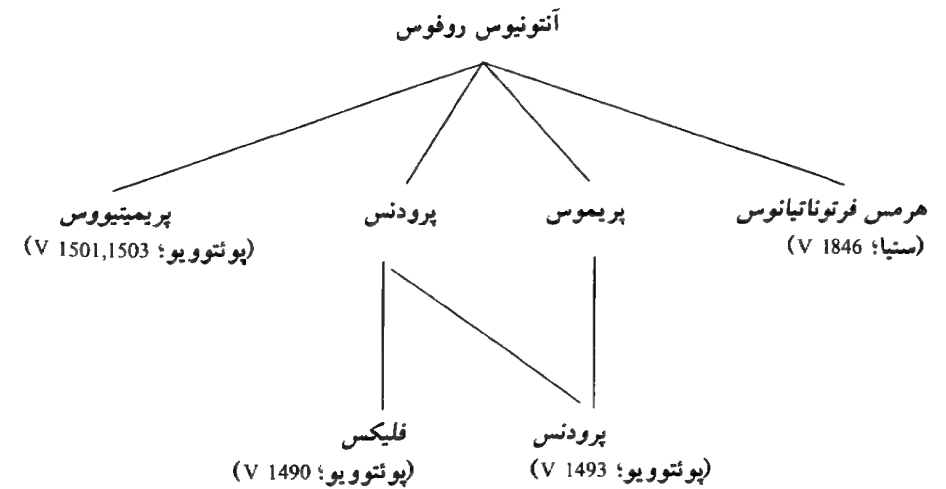 آنتونیوس روفوس
هرمس فرتوناتیانوس
(ستیا؛ V 1846)
پریموس
پرودنس
پریمیتیووس
(پوئتوویو؛ V 1501,1503)
پرودنس
(پوئتوویو؛ V 1493)
فلیکس
(پوئتوویو؛ V 1490)